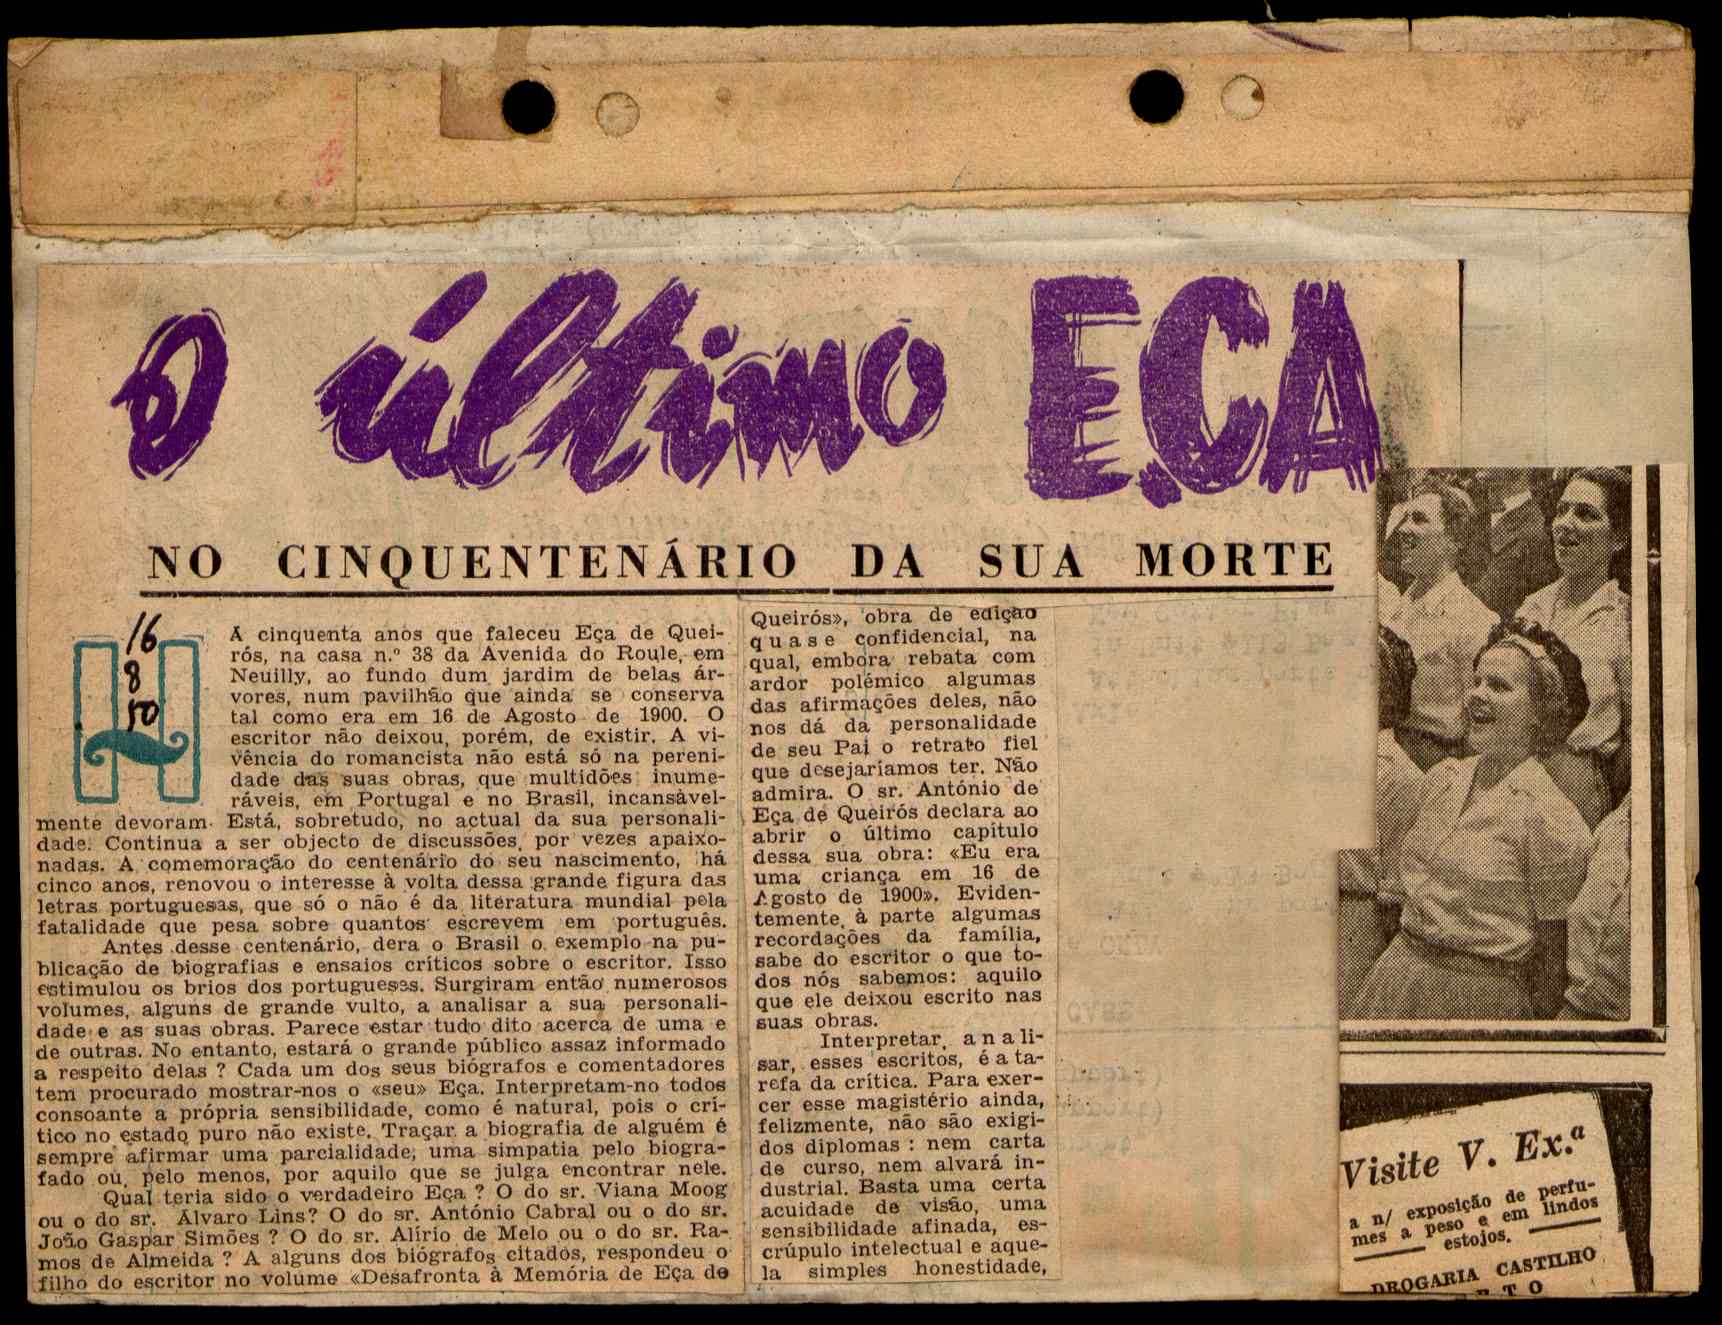 O último EÇA
NO CINQUENTENÁRIO DA SUA MORTE
16
8
50
H
Á cinquenta anos que faleceu Eça de Quei-
rós, na casa n.º 38 da Avenida do Roule, em
Neuilly, ao fundo dum jardim de belas ár-
vores, num pavilhão que ainda se conserva
tal como era em 16 de Agosto de 1900. O
escritor não deixou, porém, de existir. A vi-
vência do romancista não está só na pereni-
dade das suas obras, que multidões inume-
ráveis, em Portugal e no Brasil, incansàvel-
mente devoram. Está, sobretudo, no actual da sua personali-
dade. Continua a ser objecto de discussões, por vezes apaixo-
nadas. A comemoração do centenário do seu nascimento, há
cinco anos, renovou o interesse à volta dessa grande figura das
letras portuguesas, que só o não é da literatura mundial pela
fatalidade que pesa sobre quantos escrevem em português.
Antes desse centenário, dera o Brasil o exemplo na pu-
blicação de biografias e ensaios críticos sobre o escritor. Isso
estimulou os brios dos portugueses. Surgiram então numerosos
volumes, alguns de grande vulto, a analisar a sua personali-
dade e as suas obras. Parece estar tudo dito acerca de uma e
de outras. No entanto, estará o grande público assaz informado
a respeito delas ? Cada um dos seus biógrafos e comentadores
tem procurado mostrar-nos o «seu» Eça. Interpretam-no todos
consoante a própria sensibilidade, como é natural, pois o crí-
tico no estado puro não existe. Traçar a biografia de alguém é
sempre afirmar uma parcialidade, uma simpatia pelo biogra-
fado ou, pelo menos, por aquilo que se julga encontrar nele.
Qual teria sido o verdadeiro Eça ? O do sr. Viana Moog
ou o do sr. Álvaro Lins? O do sr. António Cabral ou o do sr.
João Gaspar Simões ? O do sr. Alírio de Melo ou o do sr. Ra-
mos de Almeida ? A alguns dos biógrafos citados, respondeu o
filho do escritor no volume «Desafronta à Memória de Eça de
Queirós», obra de edição
quase confidencial, na
qual, embora rebata com
ardor polémico algumas
das afirmações deles, não
nos dá da personalidade
de seu Pai o retrato fiel
que desejaríamos ter. Não
admira. O sr. António de
Eça de Queirós declara ao
abrir o último capítulo
dessa sua obra: «Eu era
uma criança em 16 de
Agosto de 1900». Eviden-
temente, à parte algumas
recordações da família,
sabe do escritor o que to-
dos nós sabemos: aquilo
que ele deixou escrito nas
suas obras.
Interpretar, anali-
sar, esses escritos, é a ta-
refa da crítica. Para exer-
cer esse magistério ainda,
felizmente, não são exigi-
dos diplomas : nem carta
de curso, nem alvará in-
dustrial. Basta uma certa
acuidade de visão, uma
sensibilidade afinada, es-
crúpulo intelectual e aque-
la simples honestidade,
Visite V. Ex.ª
a n/ exposição de perfu-
mes a peso e em lindos
estojos.
DROGARIA CASTILHO